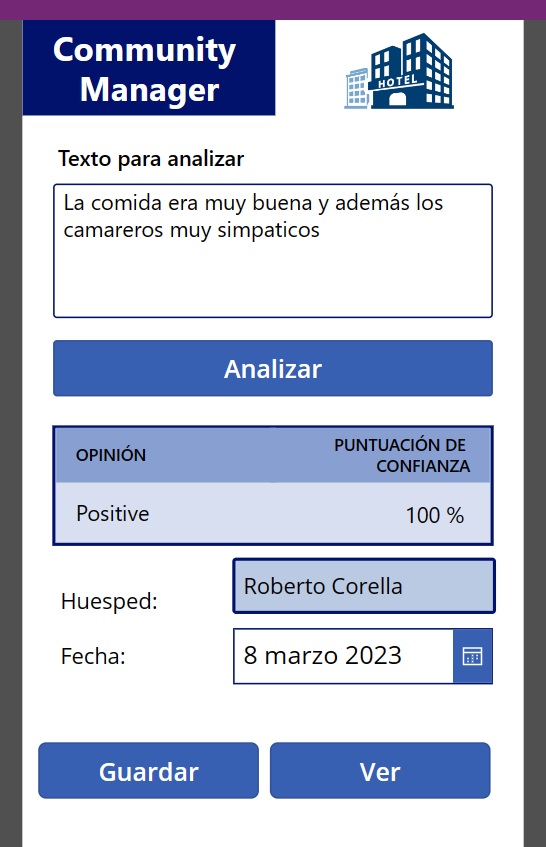 Community
Manager
HOTEL
Texto para analizar
La comida era muy buena y además los
camareros muy simpaticos
Analizar
OPINIÓN
PUNTUACIÓN DE
CONFIANZA
Positive
100 %
Huesped:
Roberto Corella
Fecha:
8 marzo 2023
Guardar
Ver